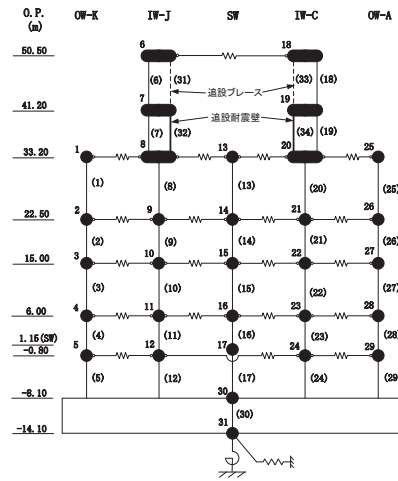 O.P. OW-K IW-J SW IW-C OW-A
(m)
50.50 6 18
(6) (31) (33) (18)
追設ブレース
41.20 7 19
追設耐震壁
(7) (32) (34) (19)
33.20 1 8 13 20 25
(1) (8) (13) (20) (25)
22.50 2 9 14 21 26
(2) (9) (14) (21) (26)
15.00 3 10 15 22 27
(3) (10) (15) (22) (27)
6.00 4 11 16 23 28
1.15(SW) (4) (11) (16) (23) (28)
-0.80 5 12 17 24 29
(5) (12) (17) (24) (29
-8.10 30
(30)
-14.10 31